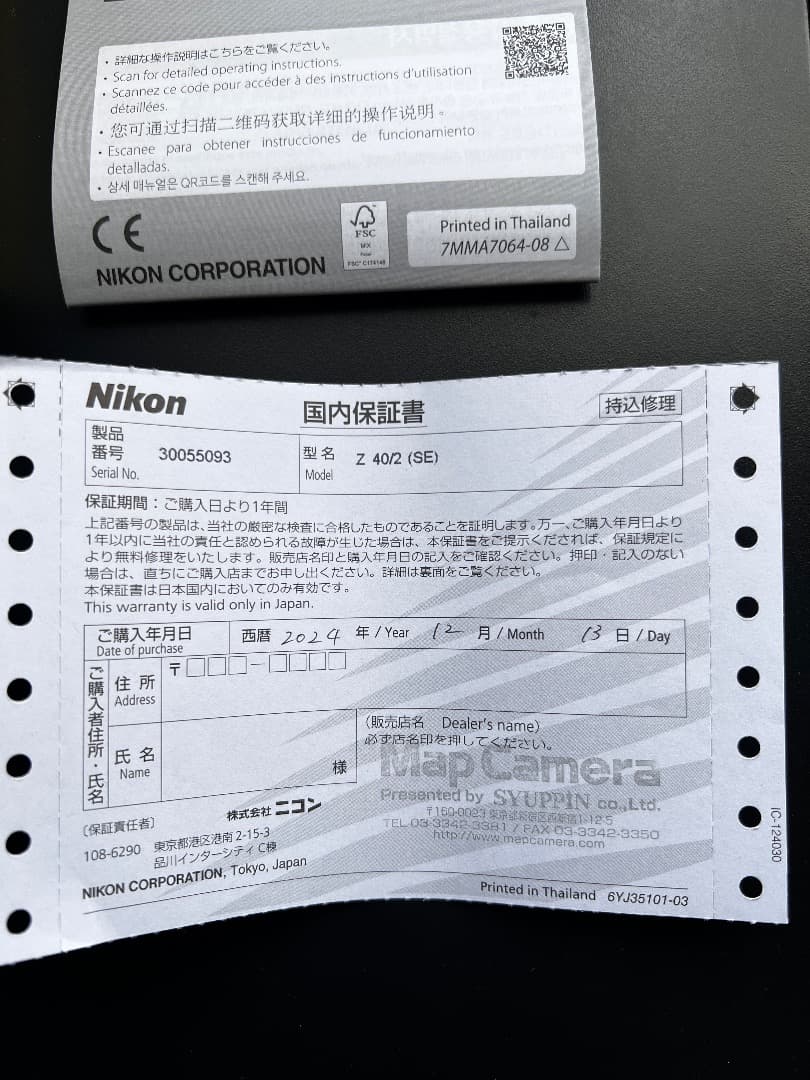 ・詳細な操作説明はこちらをご覧ください。
・Scan for detailed operating instructions.
・Scannez ce code pour accéder à des instructions d'utilisation
détaillées.
・您可通过扫描二维码获取详细的操作说明。
・Escanee para obtener instrucciones de funcionamiento
detalladas.
・상세 매뉴얼은 QR코드를 스캔해 주세요.
CE
FSC
MIX
FSC® C174148
Printed in Thailand
7MMA7064-08 △
NIKON CORPORATION
Nikon
国内保証書
持込修理
製品
番号 30055093
Serial No.
型名 Z 40/2 (SE)
Model
保証期間：ご購入日より1年間
上記番号の製品は、当社の厳密な検査に合格したものであることを証明します。万一、ご購入年月日より
1年以内に当社の責任と認められる故障が生じた場合は、本保証書をご提示くだされば、保証規定に
より無料修理をいたします。販売店名印と購入年月日の記入をご確認ください。押印・記入のない
場合は、直ちにご購入店までお申し出ください。詳細は裏面をご覧ください。
本保証書は日本国内においてのみ有効です。
This warranty is valid only in Japan.
ご購入年月日
Date of purchase
西暦 2024 年 / Year 12 月 / Month 13 日 / Day
ご購入者住所・氏名
住所
Address
〒□□□-□□□□
氏名
Name
様
(販売店名 Dealer's name)
必ず店名印を押してください。
Map Camera
Presented by SYUPPIN co.,Ltd.
〒160-0023 東京都新宿区西新宿1-12-5
TEL 03-3342-3381 / FAX 03-3342-3350
http://www.mapcamera.com
〔保証責任者〕
株式会社 ニコン
108-6290 東京都港区港南 2-15-3
品川インターシティ C棟
NIKON CORPORATION, Tokyo, Japan
Printed in Thailand 6YJ35101-03
IC-124030